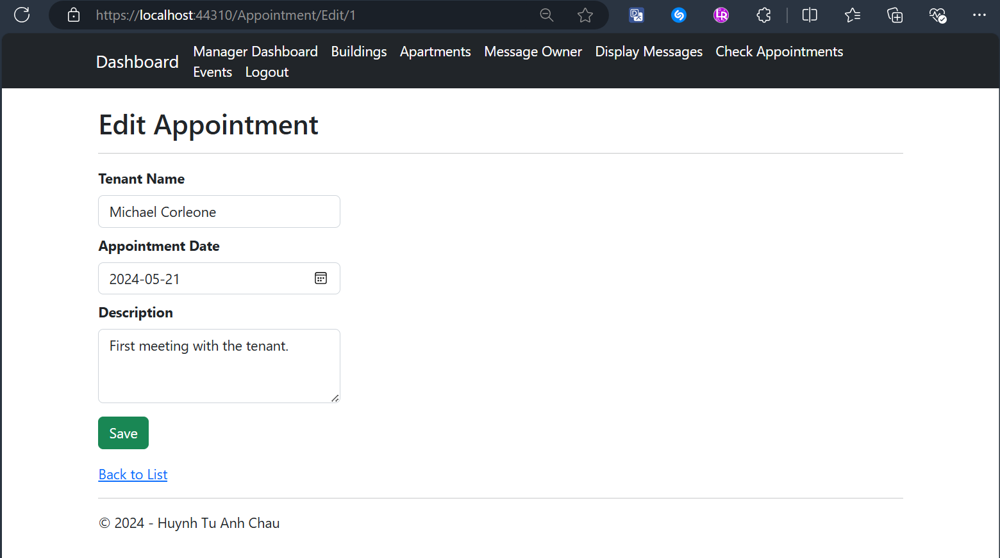 https://localhost:44310/Appointment/Edit/1
Dashboard
Manager Dashboard Buildings Apartments Message Owner Display Messages Check Appointments
Events Logout
Edit Appointment
Tenant Name
Michael Corleone
Appointment Date
2024-05-21
Description
First meeting with the tenant.
Save
Back to List
© 2024 - Huynh Tu Anh Chau